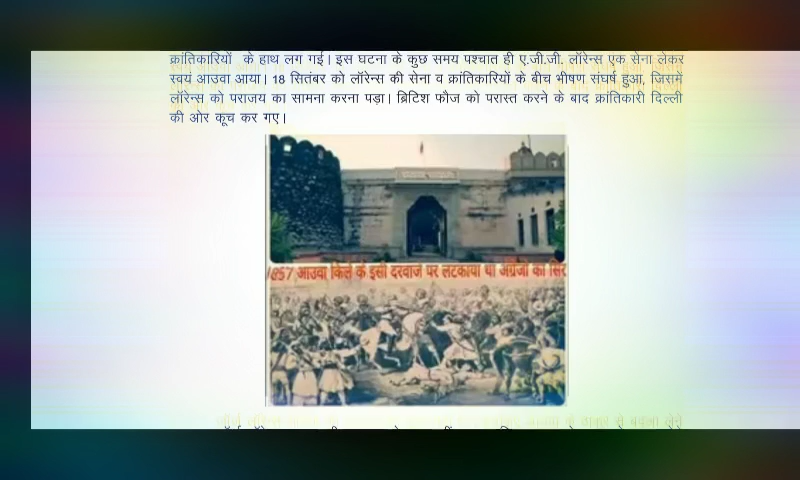 क्रांतिकारियों के हाथ लग गई। इस घटना के कुछ समय पश्चात ही ए.जी.जी. लॉरेन्स एक सेना लेकर
स्वयं आउवा आया। 18 सितंबर को लॉरेन्स की सेना व क्रांतिकारियों के बीच भीषण संघर्ष हुआ, जिसमें
लॉरेन्स को पराजय का सामना करना पड़ा। ब्रिटिश फौज को परास्त करने के बाद क्रांतिकारी दिल्ली
की ओर कूच कर गए।
1857 आउवा किले के इसी दरवाजे पर लटकाया था अंग्रेजों का सिर